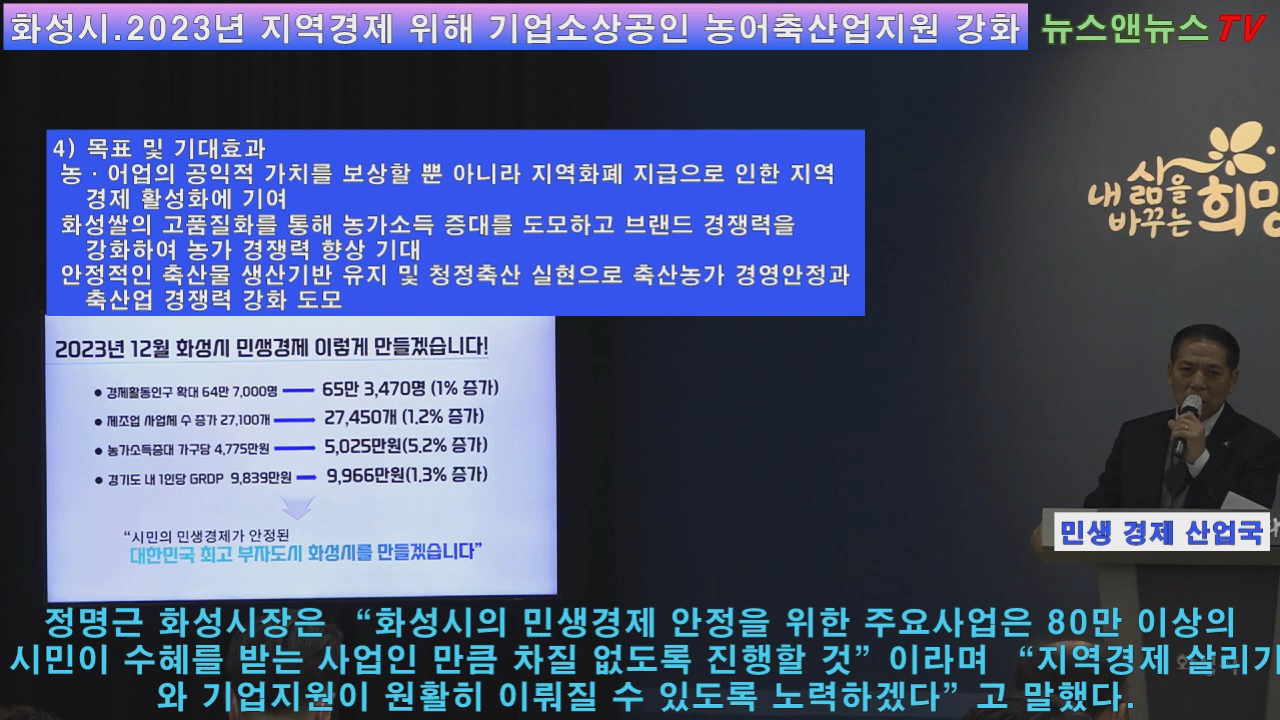 화성시.2023년 지역경제 위해 기업소상공인 농어축산업지원 강화
뉴스앤뉴스 TV
4) 목표 및 기대효과
농·어업의 공익적 가치를 보상할 뿐 아니라 지역화폐 지급으로 인한 지역
경제 활성화에 기여
화성쌀의 고품질화를 통해 농가소득 증대를 도모하고 브랜드 경쟁력을
강화하여 농가 경쟁력 향상 기대
안정적인 축산물 생산기반 유지 및 청정축산 실현으로 축산농가 경영안정과
축산업 경쟁력 강화 도모
내 삶을
바꾸는 희망
2023년 12월 화성시 민생경제 이렇게 만들겠습니다!
• 경제활동인구 확대 64만 7,000명 65만 3,470명 (1% 증가)
• 제조업 사업체 수 증가 27,100개 27,450개 (1.2% 증가)
• 농가소득증대 가구당 4,775만원 5,025만원(5.2% 증가)
• 경기도 내 1인당 GRDP 9,839만원 9,966만원(1.3% 증가)
“시민의 민생경제가 안정된
대한민국 최고 부자도시 화성시를 만들겠습니다”
민생 경제 산업국
정명근 화성시장은 “화성시의 민생경제 안정을 위한 주요사업은 80만 이상의
시민이 수혜를 받는 사업인 만큼 차질 없도록 진행할 것” 이라며 “지역경제 살리기
와 기업지원이 원활히 이뤄질 수 있도록 노력하겠다” 고 말했다.